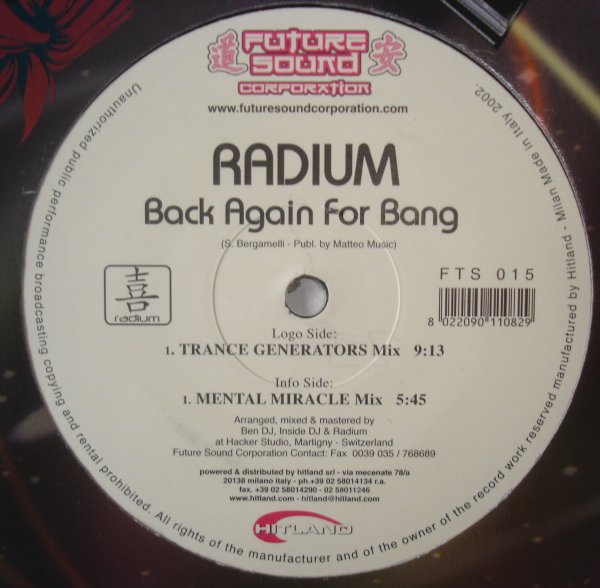 道 FUTURE SOUND CORPORATION 安
www.futuresoundcorporation.com
RADIUM
Back Again For Bang
(S. Bergamelli - Publ. by Matteo Music)
喜
radium
FTS 015
8 022090 110829
Logo Side:
1. TRANCE GENERATORS Mix 9:13
Info Side:
1. MENTAL MIRACLE Mix 5:45
Arranged, mixed & mastered by
Ben DJ, Inside DJ & Radium
at Hacker Studio, Martigny - Switzerland
Future Sound Corporation Contact: Fax 0039 035 / 768689
powered & distributed by hitland srl - via mecenate 78/a
20138 milano italy - ph.+39 02 58014134 r.a.
fax. +39 02 58014290 - 02 58011246
www.hitland.com - hitland@hitland.com
HITLAND
Unauthorized public performance broadcasting copying and rental prohibited. All rights of the manufacturer and of the owner of the record work reserved manufactured by Hitland - Milan Made in Italy 2002.